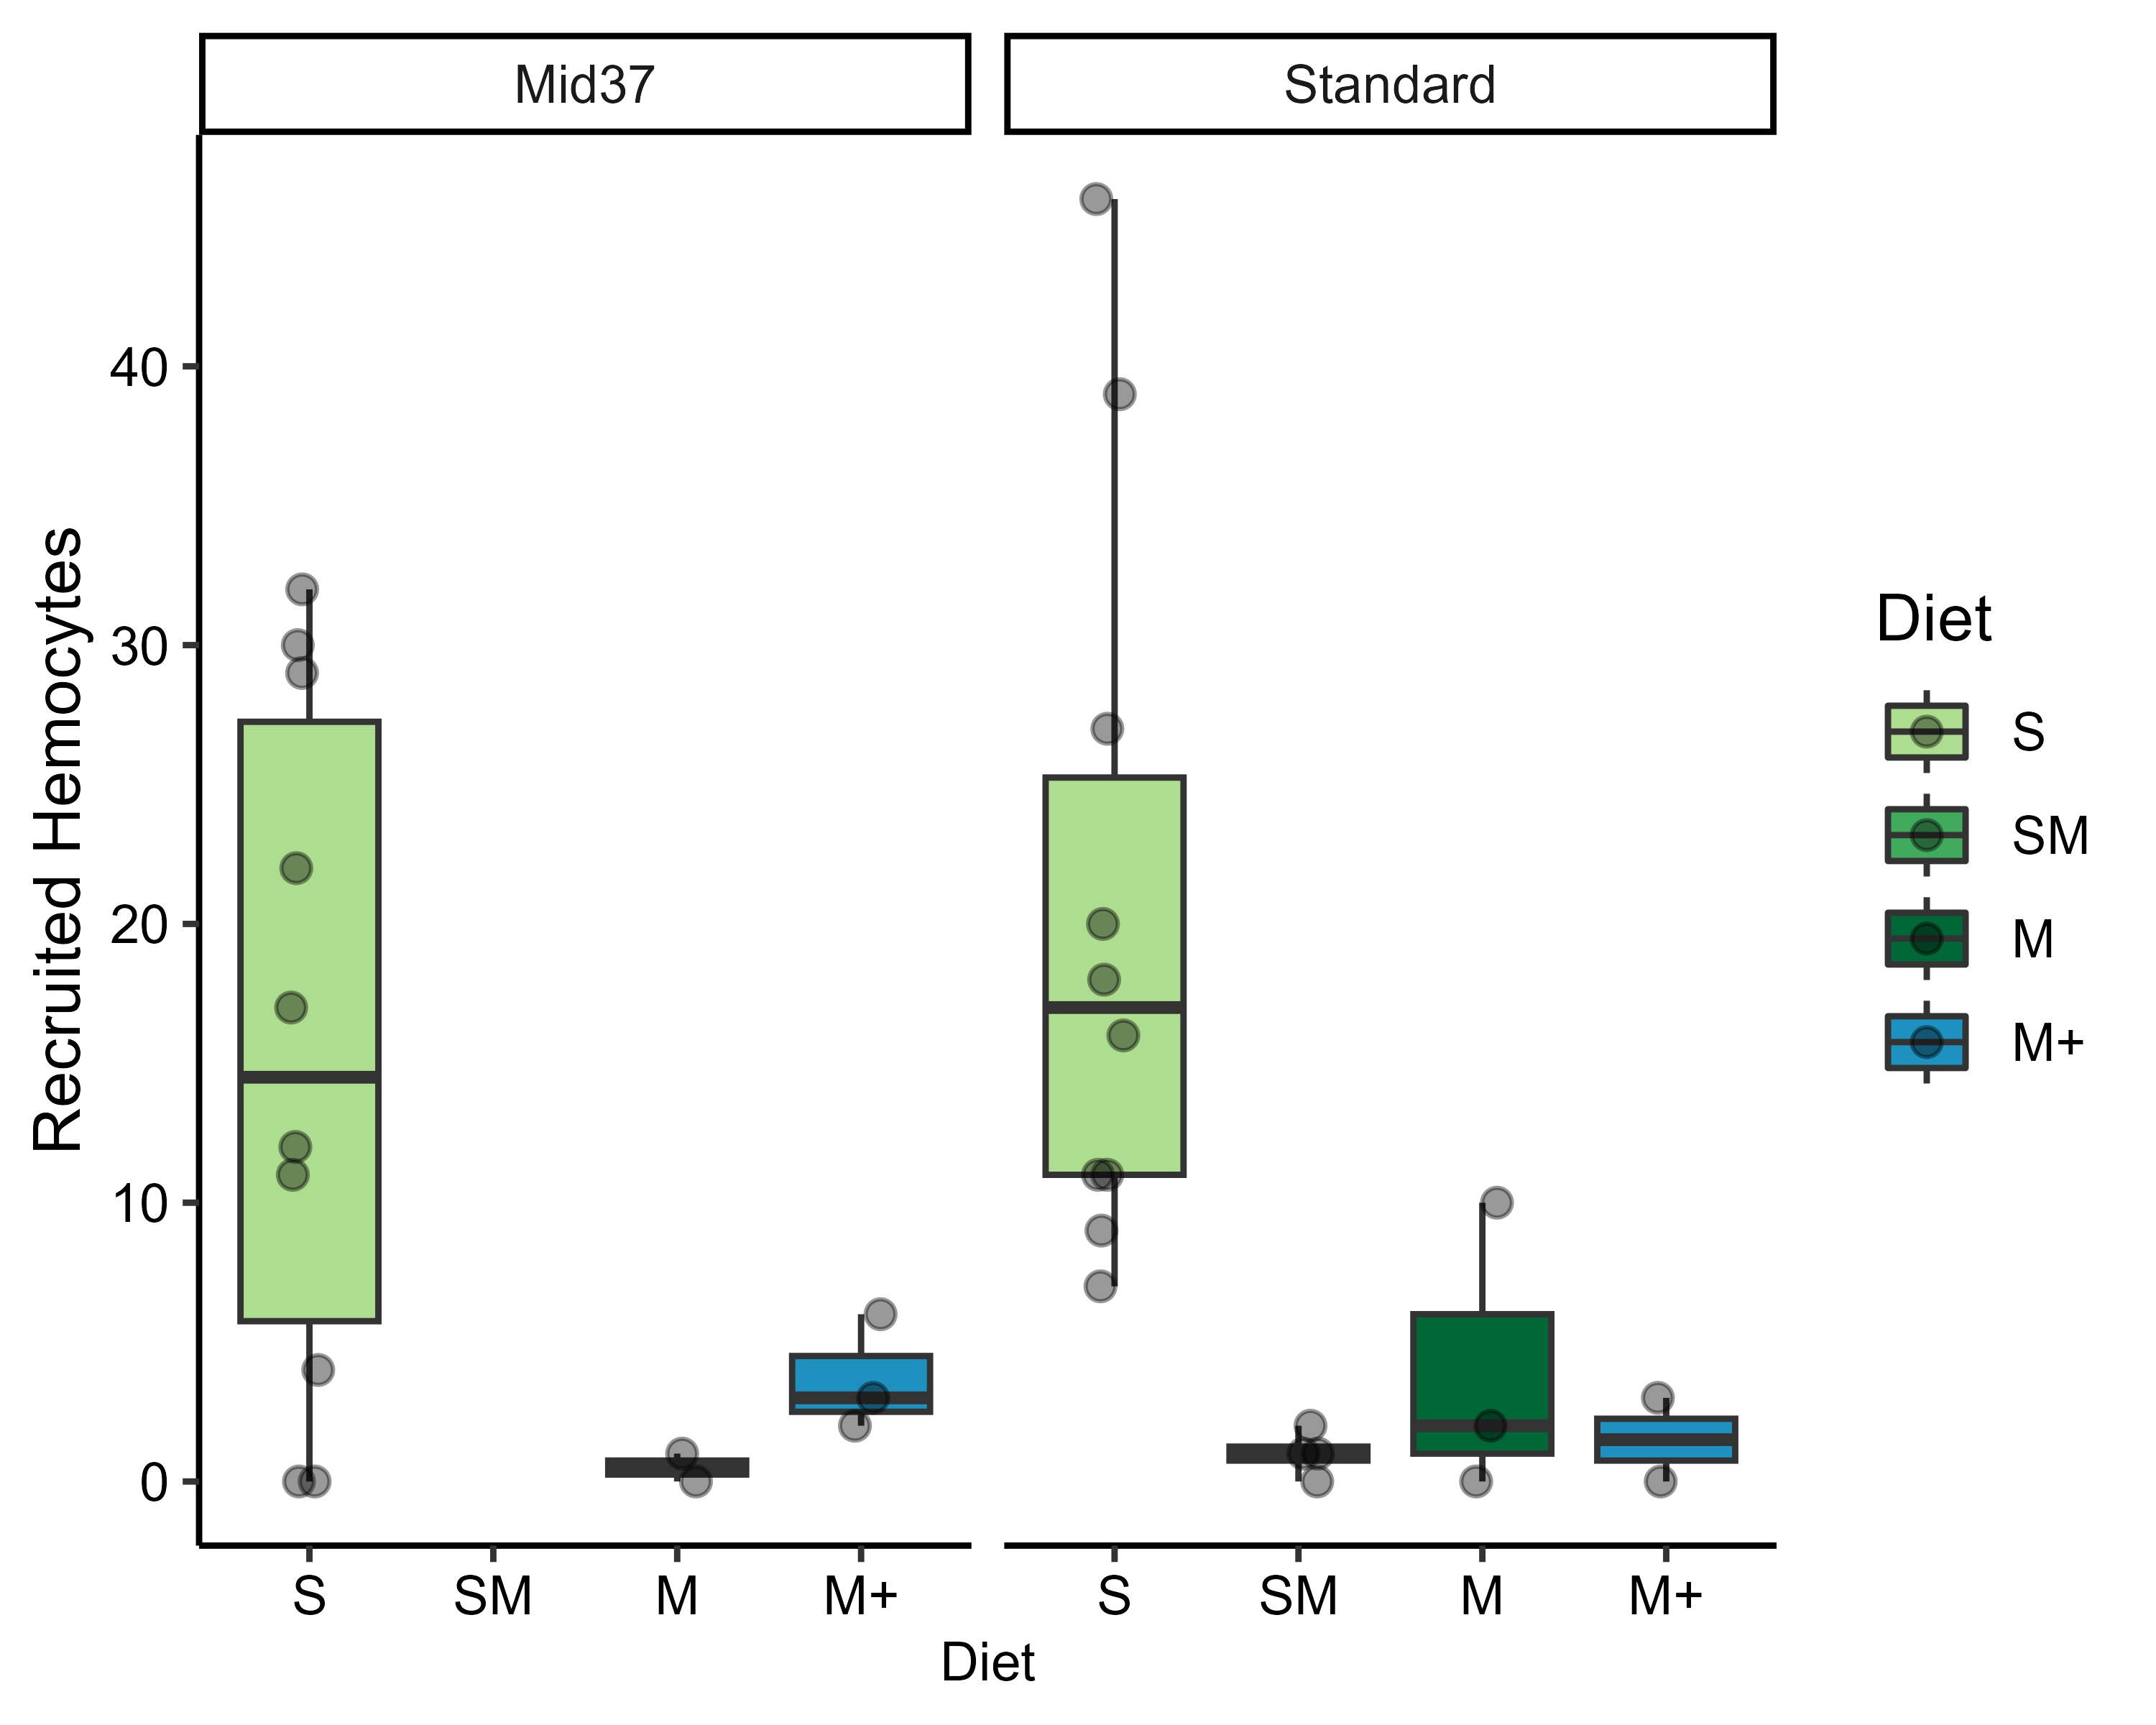 Mid37
Standard
Recruited Hemocytes
40
30
20
10
0
S SM M M+
S SM M M+
Diet
Diet
S
SM
M
M+